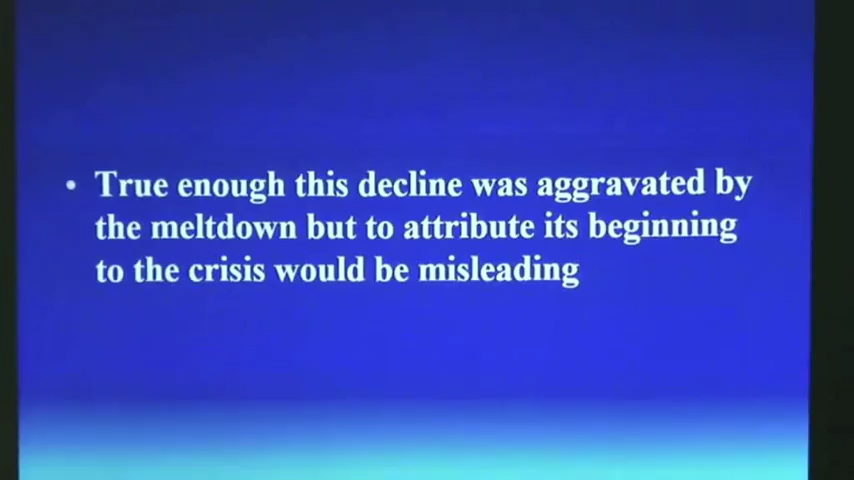 • True enough this decline was aggravated by
the meltdown but to attribute its beginning
to the crisis would be misleading